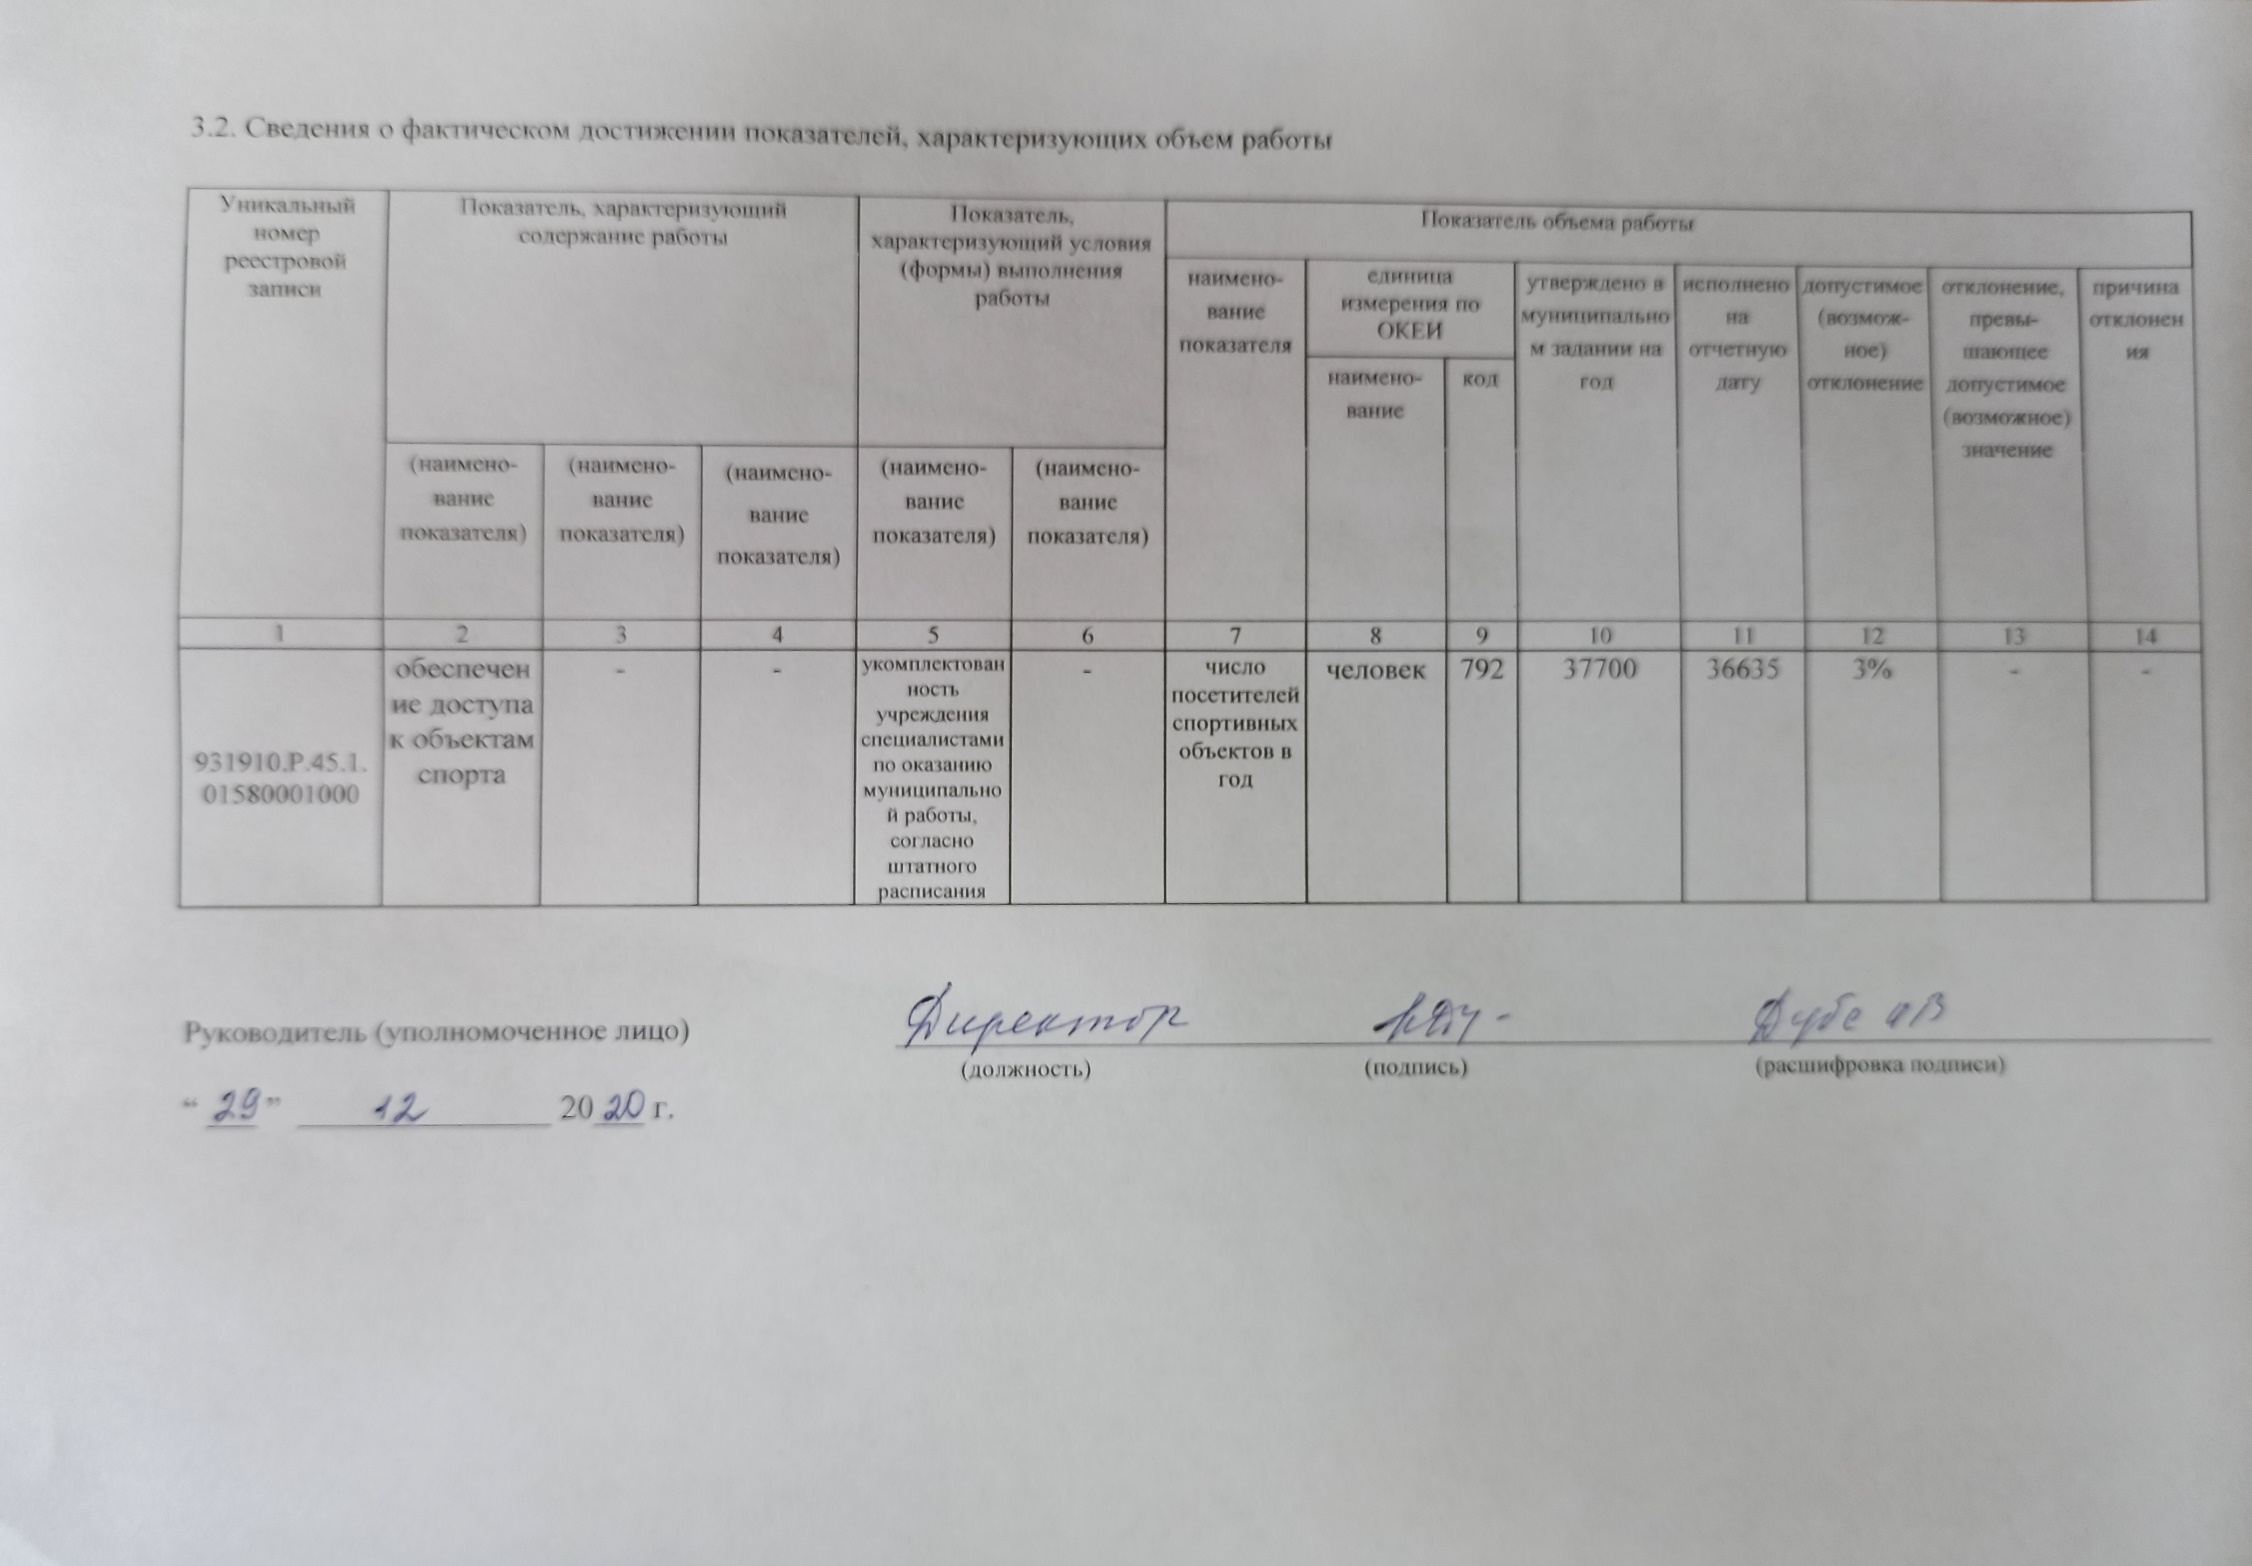 3.2. Сведения о фактическом достижении показателей, характеризующих объем работы
Уникальный
номер
реестровой
записи
Показатель, характеризующий
содержание работы
Показатель,
характеризующий условия
(формы) выполнения
работы
Показатель объема работы
наимено-
вание
показателя
единица
измерения по
ОКЕИ
наимено-
вание
код
утверждено в
муниципально
м задании на
год
исполнено
на
отчетную
дату
допустимое
(возмож-
ное)
отклонение
отклонение,
превы-
шающее
допустимое
(возможное)
значение
причина
отклонен
ия
(наимено-
вание
показателя)
(наимено-
вание
показателя)
(наимено-
вание
показателя)
(наимено-
вание
показателя)
(наимено-
вание
показателя)
1 2 3 4 5 6 7 8 9 10 11 12 13 14
931910.Р.45.1.
01580001000
обеспечен
ие доступа
к объектам
спорта
-
-
укомплектован
ность
учреждения
специалистами
по оказанию
муниципально
й работы,
согласно
штатного
расписания
-
число
посетителей
спортивных
объектов в
год
человек
792
37700
36635
3%
-
-
Руководитель (уполномоченное лицо) Директор Дубс
(должность) (подпись) (расшифровка подписи)
“ 29 ” 12 20 20 г.